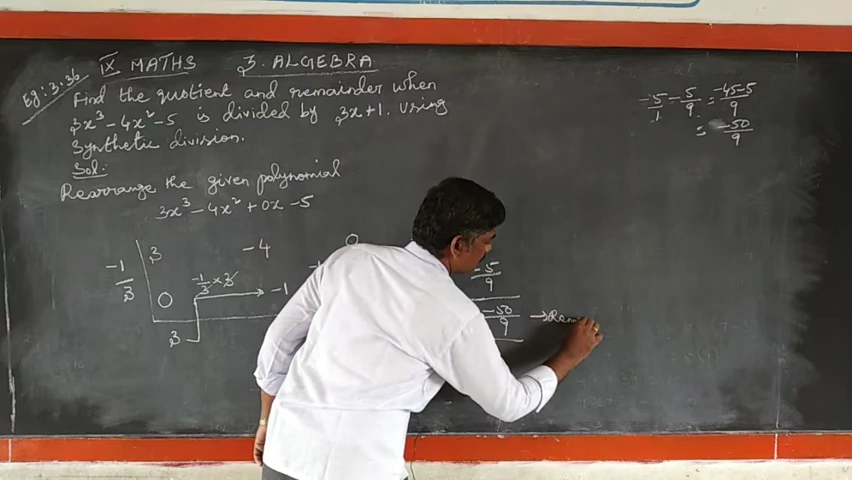 IX MATHS 3. ALGEBRA
Eg: 3.36
Find the quotient and remainder when
3x³ - 4x² - 5 is divided by 3x+1. using
Synthetic division.
Sol:
Rearrange the given polynomial
3x³ - 4x² + 0x - 5
-1/3 3 -4 0
0 -1/3 × 3 → -1 -5/9
3 -50/9 → Rem
-5/1 - 5/9 = -45-5/9
= -50/9